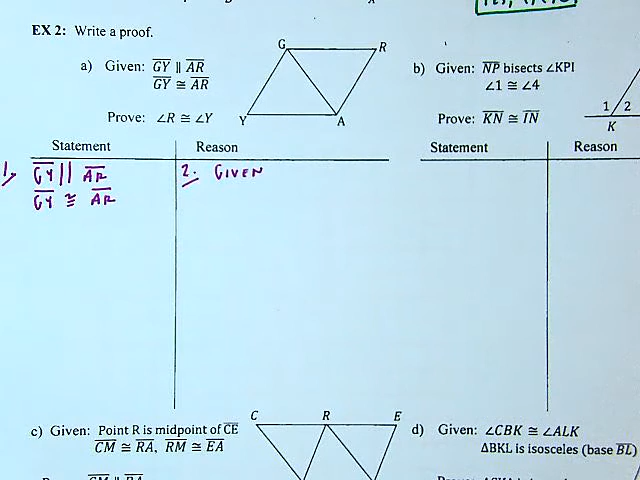 EX 2: Write a proof.
a) Given: GY ∥ AR
GY ≅ AR
Prove: ∠R ≅ ∠Y
G
R
Y
A
b) Given: NP bisects ∠KPI
∠1 ≅ ∠4
Prove: KN ≅ IN
1
2
K
Statement
Reason
Statement
Reason
1, GY || AR
2. GIVEN
GY ≅ AR
c) Given: Point R is midpoint of CE
CM ≅ RA, RM ≅ EA
C
R
E
d) Given: ∠CBK ≅ ∠ALK
ΔBKL is isosceles (base BL)